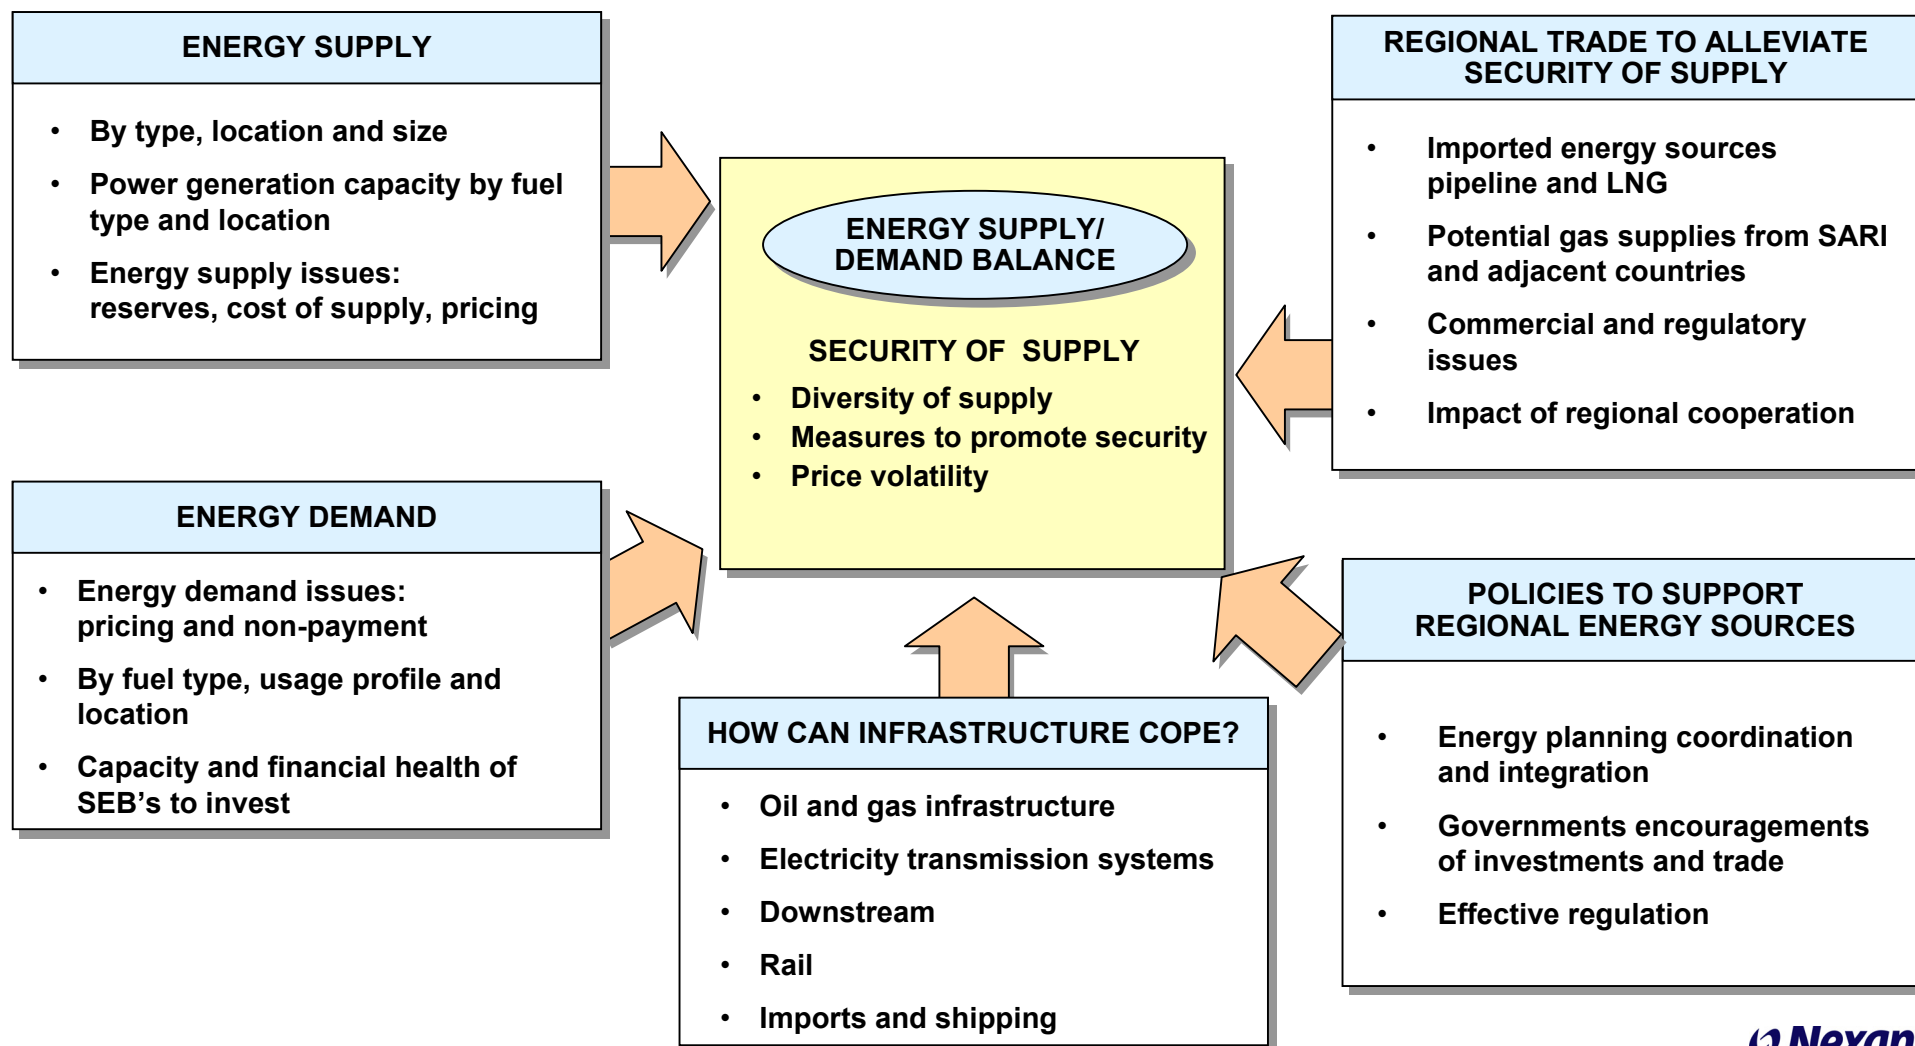 ENERGY SUPPLY
• By type, location and size
• Power generation capacity by fuel
type and location
• Energy supply issues:
reserves, cost of supply, pricing
ENERGY DEMAND
• Energy demand issues:
pricing and non-payment
• By fuel type, usage profile and
location
• Capacity and financial health of
SEB's to invest
ENERGY SUPPLY/
DEMAND BALANCE
SECURITY OF SUPPLY
• Diversity of supply
• Measures to promote security
• Price volatility
HOW CAN INFRASTRUCTURE COPE?
• Oil and gas infrastructure
• Electricity transmission systems
• Downstream
• Rail
• Imports and shipping
REGIONAL TRADE TO ALLEVIATE
SECURITY OF SUPPLY
• Imported energy sources
pipeline and LNG
• Potential gas supplies from SARI
and adjacent countries
• Commercial and regulatory
issues
• Impact of regional cooperation
POLICIES TO SUPPORT
REGIONAL ENERGY SOURCES
• Energy planning coordination
and integration
• Governments encouragements
of investments and trade
• Effective regulation